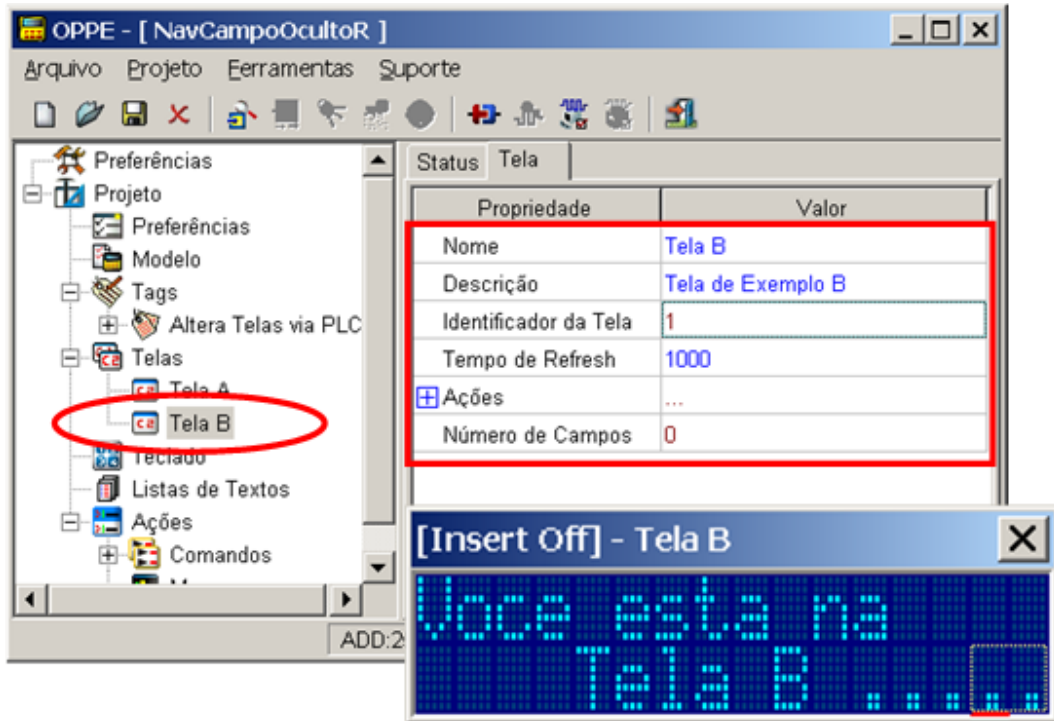 OPPE - [ NavCampoOcultoR ]
Arquivo Projeto Ferramentas Suporte
Preferências
Projeto
Preferências
Modelo
Tags
Altera Telas via PLC
Telas
Tela A
Tela B
Teclado
Listas de Textos
Ações
Comandos
ADD:2
Status Tela
Propriedade Valor
Nome Tela B
Descrição Tela de Exemplo B
Identificador da Tela 1
Tempo de Refresh 1000
Ações ...
Número de Campos 0
[Insert Off] - Tela B
Voce esta na
Tela B .....